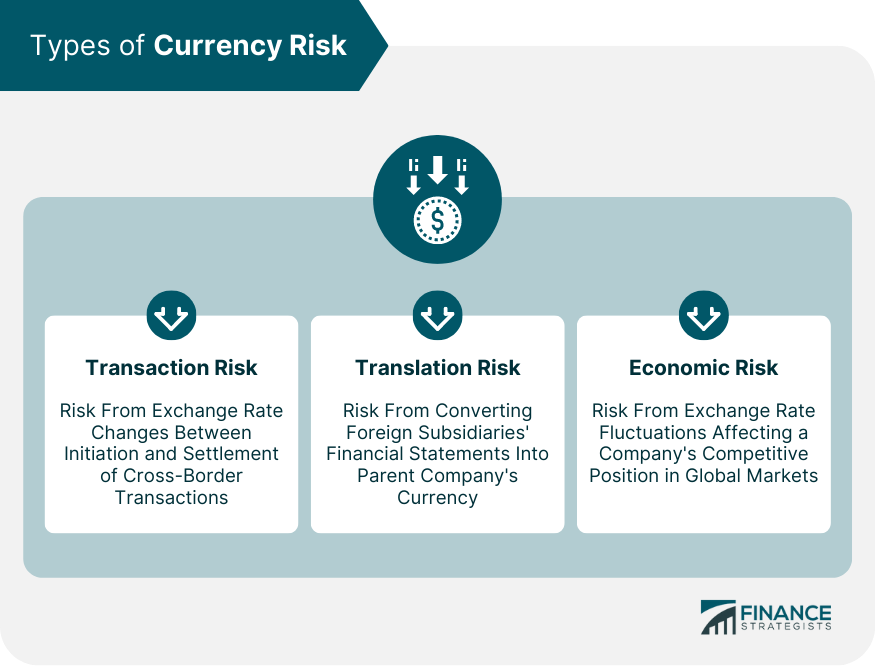 Types of Currency Risk
$
Transaction Risk
Risk From Exchange Rate
Changes Between
Initiation and Settlement
of Cross-Border
Transactions
Translation Risk
Risk From Converting
Foreign Subsidiaries'
Financial Statements Into
Parent Company's
Currency
Economic Risk
Risk From Exchange Rate
Fluctuations Affecting a
Company's Competitive
Position in Global Markets
FINANCE
STRATEGISTS